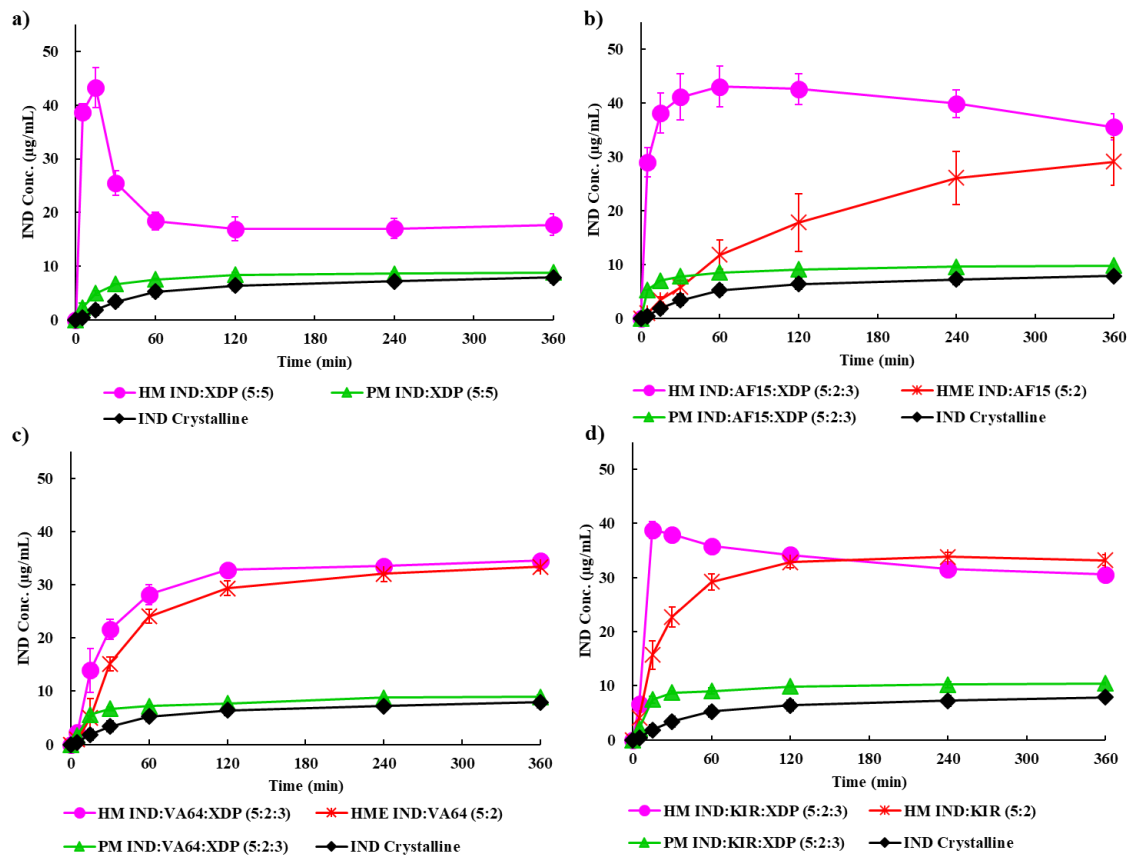 a)
IND Conc. (µg/mL)
50
40
30
20
10
0
0 60 120 180 240 300 360
Time (min)
HM IND:XDP (5:5) PM IND:XDP (5:5)
IND Crystalline
b)
IND Conc. (µg/mL)
50
40
30
20
10
0
0 60 120 180 240 300 360
Time (min)
HM IND:AF15:XDP (5:2:3) HME IND:AF15 (5:2)
PM IND:AF15:XDP (5:2:3) IND Crystalline
c)
IND Conc. (µg/mL)
50
40
30
20
10
0
0 60 120 180 240 300 360
Time (min)
HM IND:VA64:XDP (5:2:3) HME IND:VA64 (5:2)
PM IND:VA64:XDP (5:2:3) IND Crystalline
d)
IND Conc. (µg/mL)
50
40
30
20
10
0
0 60 120 180 240 300 360
Time (min)
HM IND:KIR:XDP (5:2:3) HM IND:KIR (5:2)
PM IND:KIR:XDP (5:2:3) IND Crystalline